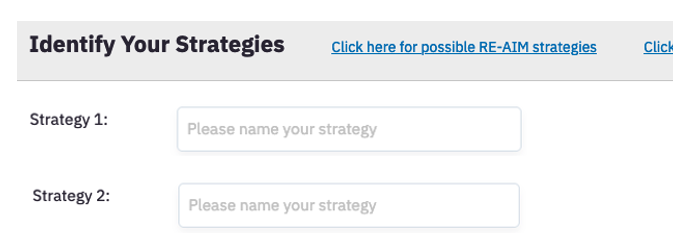 Identify Your Strategies Click here for possible RE-AIM strategies Click
Strategy 1: Please name your strategy
Strategy 2: Please name your strategy